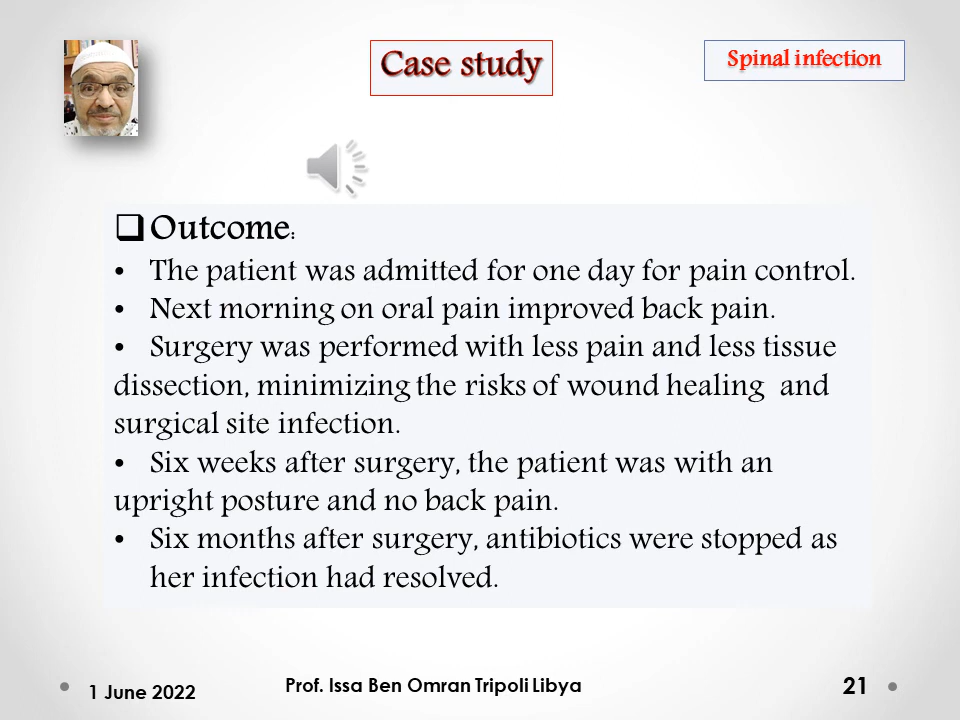 Case study
Spinal infection
❑Outcome:
• The patient was admitted for one day for pain control.
• Next morning on oral pain improved back pain.
• Surgery was performed with less pain and less tissue
dissection, minimizing the risks of wound healing and
surgical site infection.
• Six weeks after surgery, the patient was with an
upright posture and no back pain.
• Six months after surgery, antibiotics were stopped as
her infection had resolved.
1 June 2022
Prof. Issa Ben Omran Tripoli Libya
21